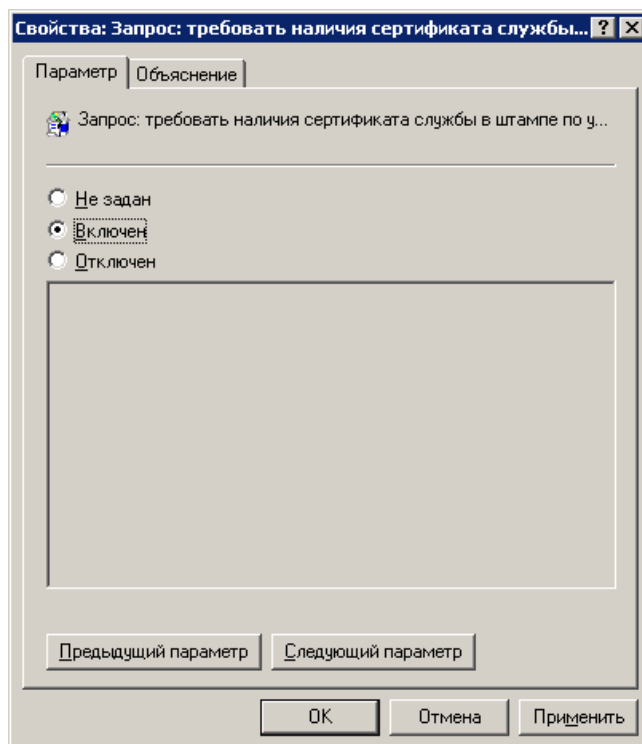 Свойства: Запрос: требовать наличия сертификата службы... ? X
Параметр Объяснение
Запрос: требовать наличия сертификата службы в штампе по у...
Не задан
Включен
Отключен
Предыдущий параметр Следующий параметр
OK Отмена Применить